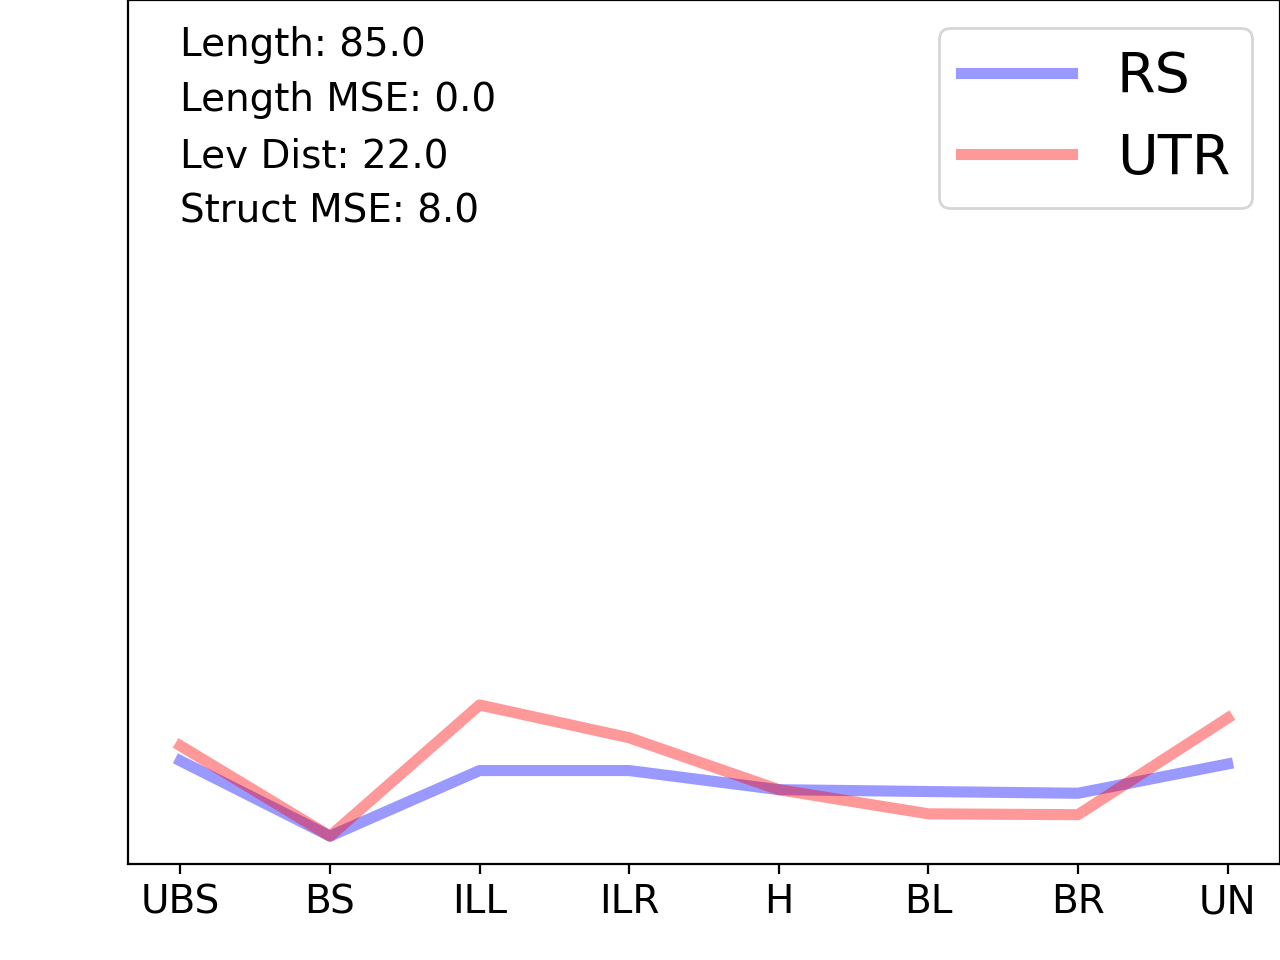 Length: 85.0
Length MSE: 0.0
Lev Dist: 22.0
Struct MSE: 8.0
RS
UTR
UBS BS ILL ILR H BL BR UN